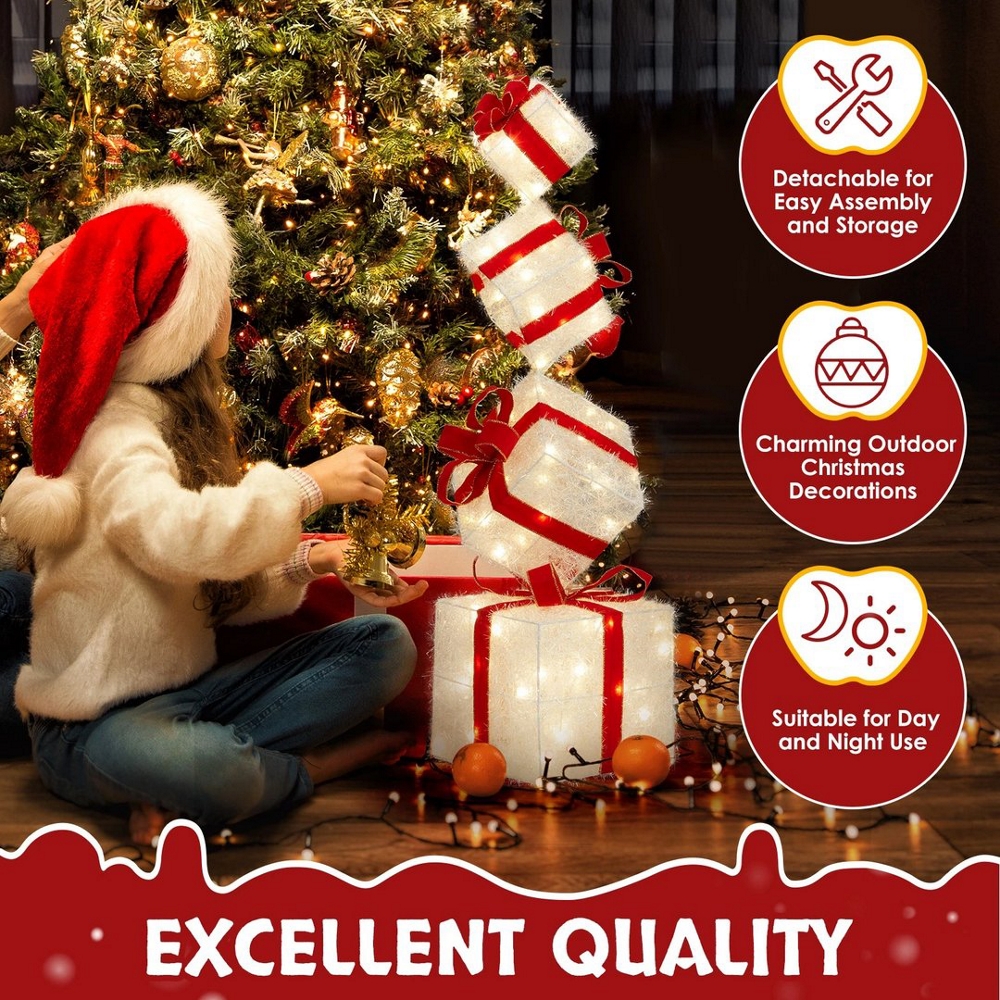 Detachable for
Easy Assembly
and Storage
Charming Outdoor
Christmas
Decorations
Suitable for Day
and Night Use
EXCELLENT QUALITY